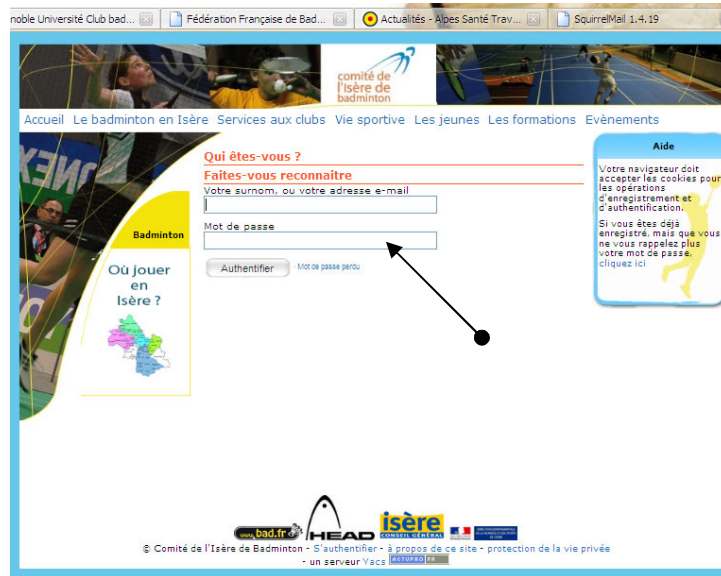 noble Université Club bad...
Fédération Française de Bad...
Actualités - Alpes Santé Trav...
SquirrelMail 1.4.19
comité de
l'isère de
badminton
Accueil Le badminton en Isère Services aux clubs Vie sportive Les jeunes Les formations Evènements
Qui êtes-vous ?
Faites-vous reconnaitre
Votre surnom, ou votre adresse e-mail
Mot de passe
Authentifier · Mot de passe perdu
Badminton
Où jouer
en
Isère ?
Aide
Votre navigateur doit
accepter les cookies pour
les opérations
d'enregistrement et
d'authentification.
Si vous êtes déjà
enregistré, mais que vous
ne vous rappelez plus
votre mot de passe,
cliquez ici
www.bad.fr
HEAD
isère
CONSEIL GÉNÉRAL
© Comité de l'Isère de Badminton - S'authentifier - à propos de ce site - protection de la vie privée
- un serveur Yacs ACTUPRO PR